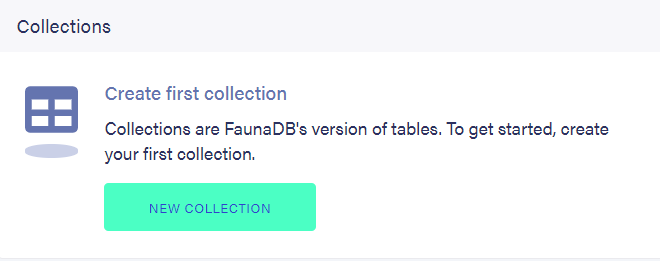 Collections
Create first collection
Collections are FaunaDB's version of tables. To get started, create
your first collection.
NEW COLLECTION